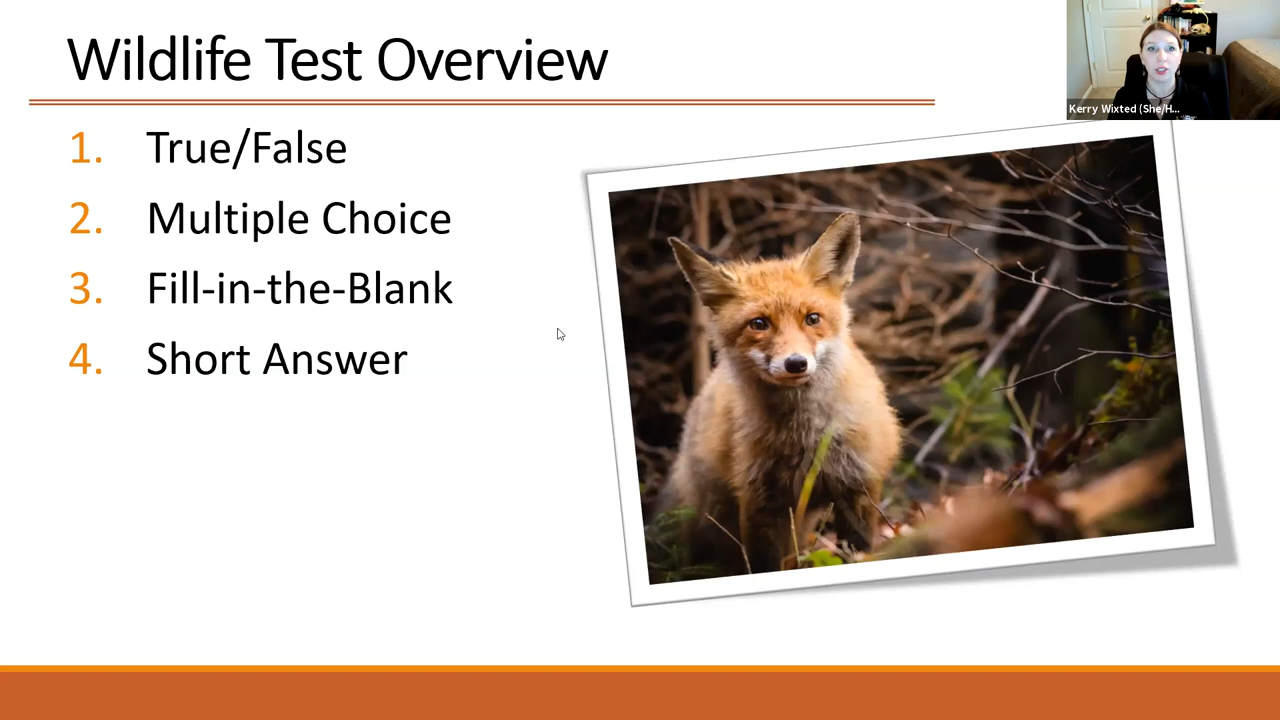 Wildlife Test Overview
Kerry Wixted (She/H...
1. True/False
2. Multiple Choice
3. Fill-in-the-Blank
4. Short Answer